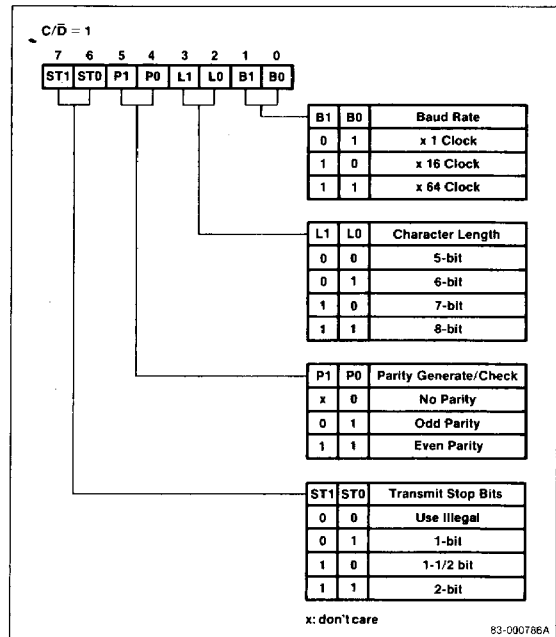 C/D̅ = 1
7 6 5 4 3 2 1 0
ST1 ST0 P1 P0 L1 L0 B1 B0
B1 B0 Baud Rate
0 1 x 1 Clock
1 0 x 16 Clock
1 1 x 64 Clock
L1 L0 Character Length
0 0 5-bit
0 1 6-bit
1 0 7-bit
1 1 8-bit
P1 P0 Parity Generate/Check
x 0 No Parity
0 1 Odd Parity
1 1 Even Parity
ST1 ST0 Transmit Stop Bits
0 0 Use Illegal
0 1 1-bit
1 0 1-1/2 bit
1 1 2-bit
x: don't care
83-000786A